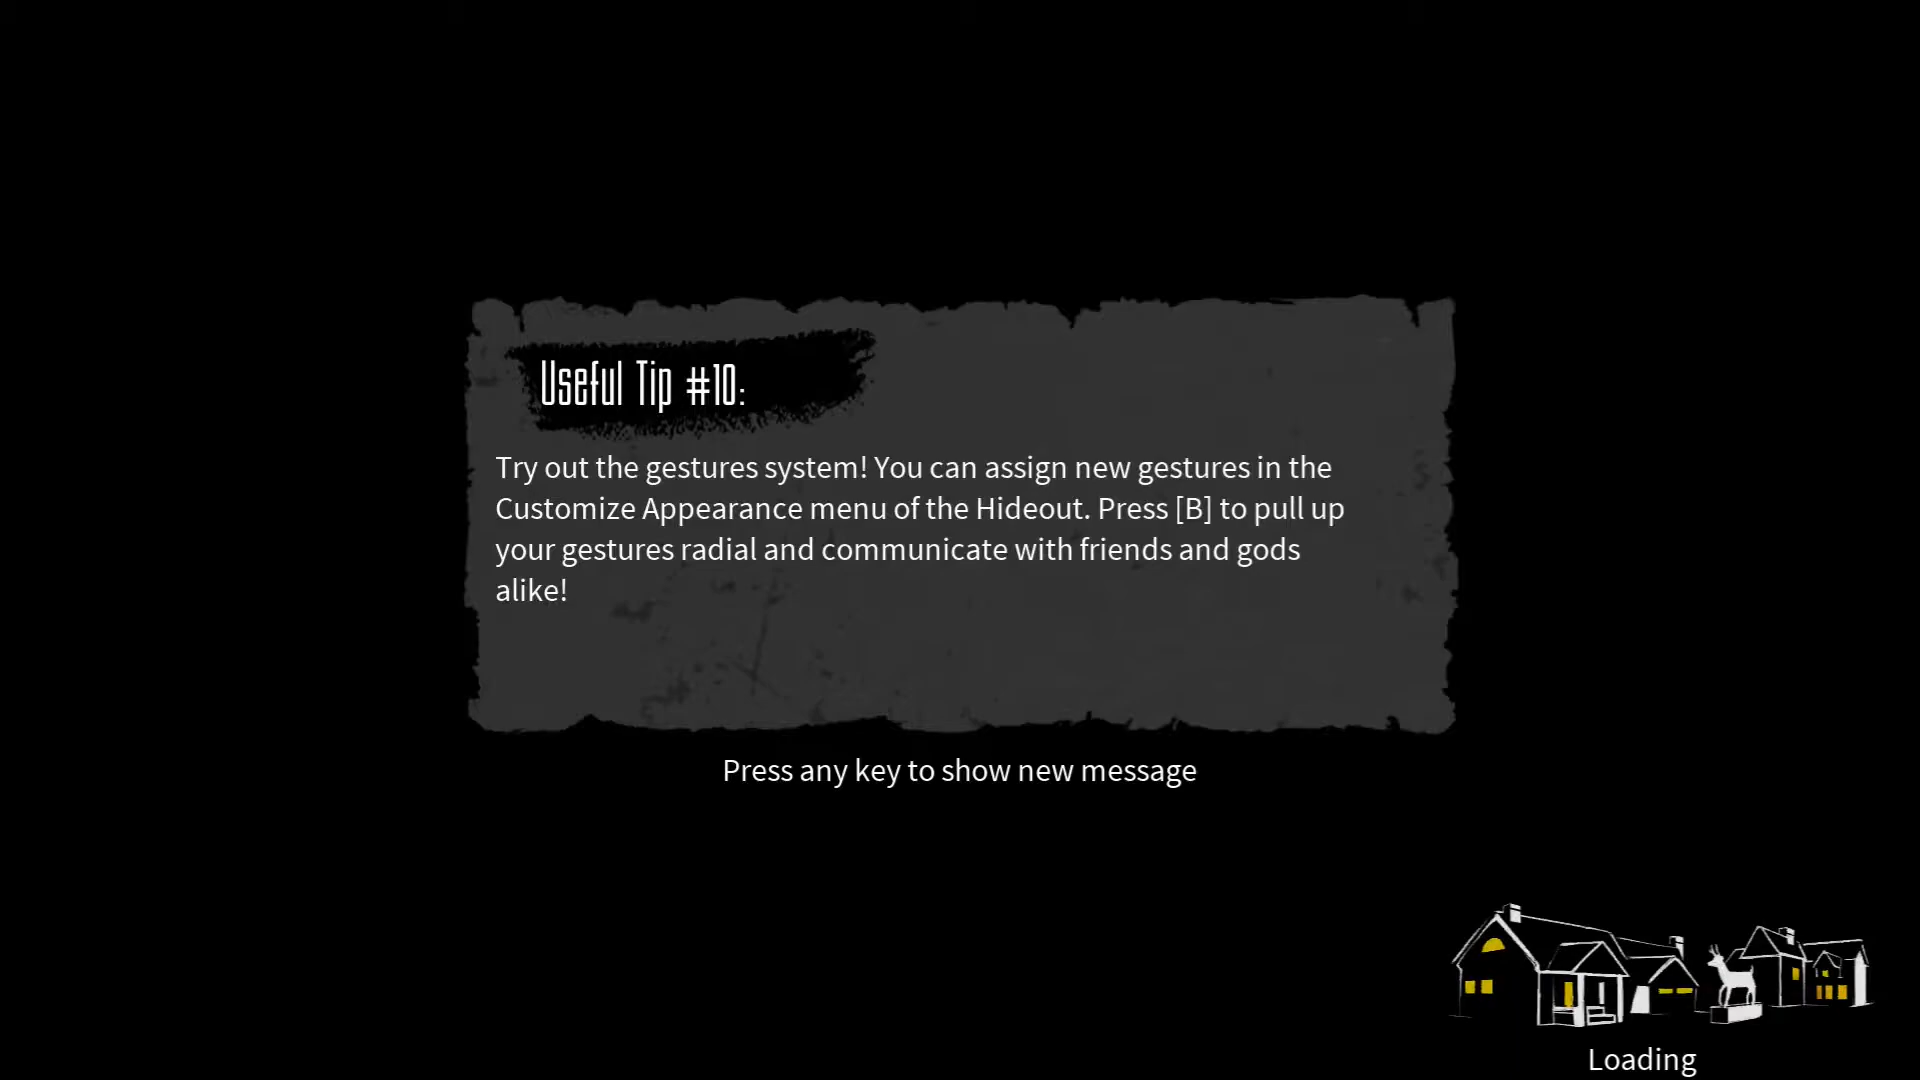 Useful Tip #10:
Try out the gestures system! You can assign new gestures in the
Customize Appearance menu of the Hideout. Press [B] to pull up
your gestures radial and communicate with friends and gods
alike!
Press any key to show new message
Loading